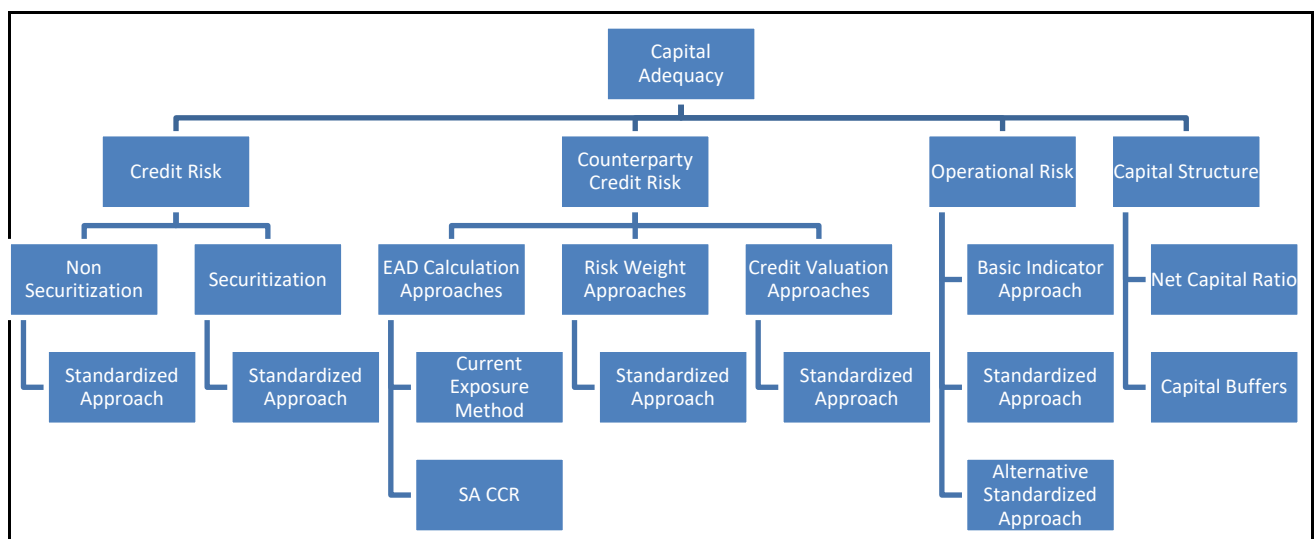 Capital
Adequacy
Credit Risk
Counterparty
Credit Risk
Operational Risk
Capital Structure
Non
Securitization
Securitization
EAD Calculation
Approaches
Risk Weight
Approaches
Credit Valuation
Approaches
Basic Indicator
Approach
Net Capital Ratio
Standardized
Approach
Standardized
Approach
Current
Exposure
Method
Standardized
Approach
Standardized
Approach
Standardized
Approach
Capital Buffers
SA CCR
Alternative
Standardized
Approach